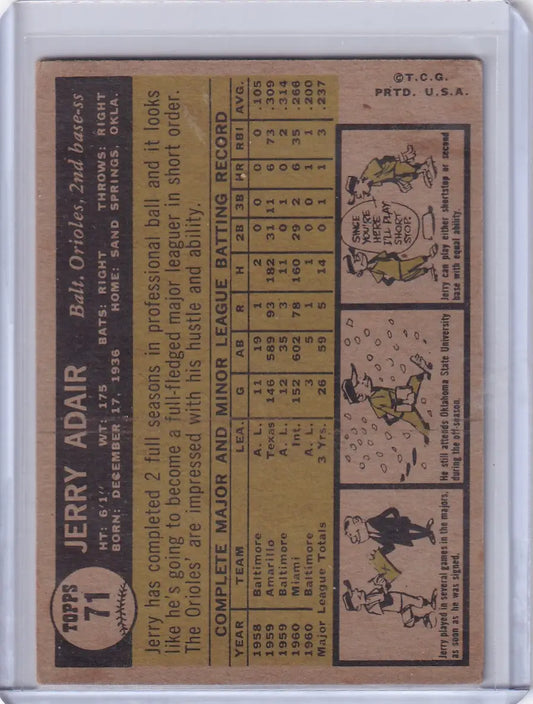 TOPPS
71
JERRY ADAIR
Balt. Orioles, 2nd base-ss
HT: 6'1" WT: 175 BATS: RIGHT THROWS: RIGHT
BORN: DECEMBER 17, 1936 HOME: SAND SPRINGS, OKLA.
Jerry has completed 2 full seasons in professional ball and it looks
like he's going to become a full-fledged major leaguer in short order.
The Orioles' are impressed with his hustle and ability.
COMPLETE MAJOR AND MINOR LEAGUE BATTING RECORD
YEAR TEAM LEA. G AB R H 2B 3B HR RBI AVG.
1958 Baltimore A. L. 11 19 1 2 0 0 0 0 .105
1959 Amarillo Texas 146 589 93 182 31 11 6 73 .309
1959 Baltimore A. L. 12 35 3 11 0 1 0 2 .314
1960 Miami Int. 152 602 78 160 29 2 6 35 .266
1960 Baltimore A. L. 3 5 1 1 0 0 1 1 .200
Major League Totals 3 Yrs. 26 59 5 14 0 1 1 3 .237
Jerry played in several games in the majors,
as soon as he was signed.
He still attends Oklahoma State University
during the off-season.
SINCE
YOU'RE
HERE
I'LL PLAY
SHORT
STOP.
Jerry can play either shortstop or second
base with equal ability.
©T.C.G.
PRTD. U.S.A.